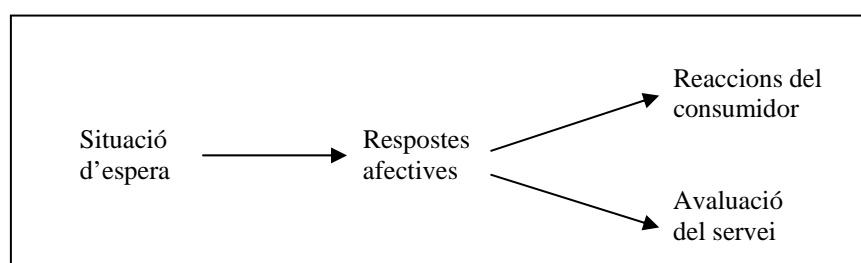 Situació
d’espera
Respostes
afectives
Reaccions del
consumidor
Avaluació
del servei